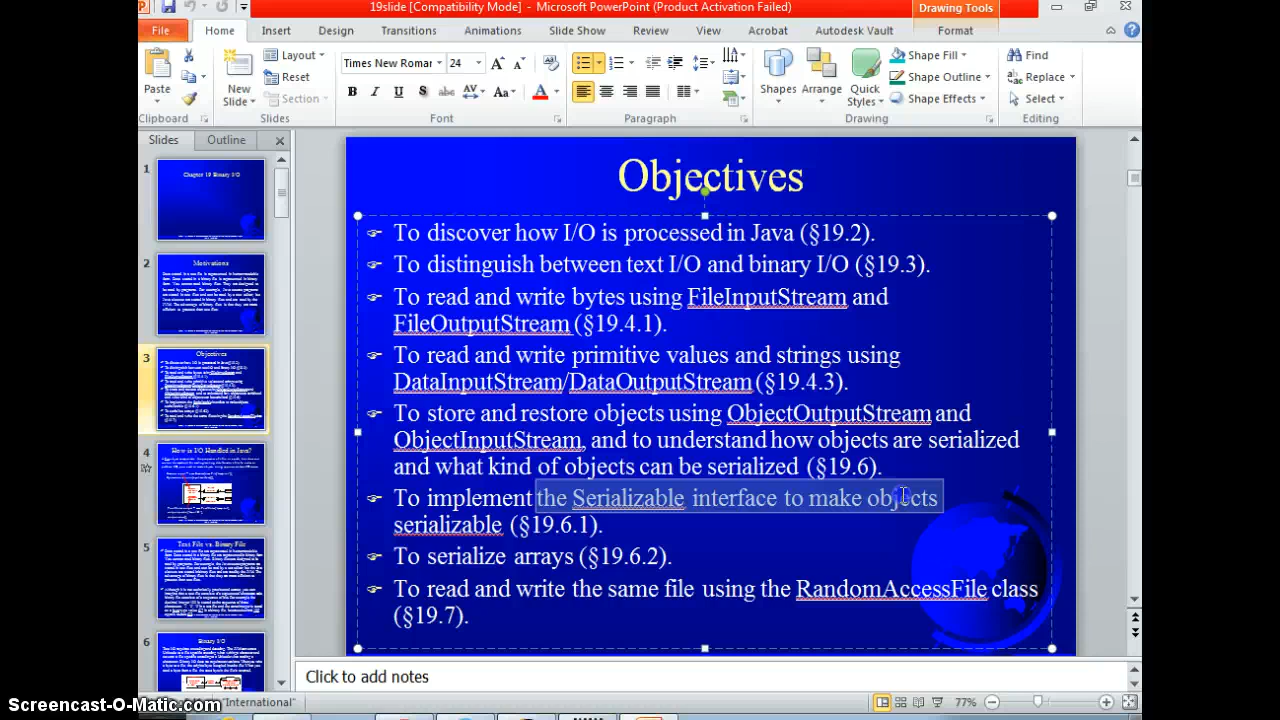 19slide [Compatibility Mode] - Microsoft PowerPoint (Product Activation Failed)
Drawing Tools
File Home Insert Design Transitions Animations Slide Show Review View Acrobat Autodesk Vault Format
Paste
Clipboard
New Slide
Layout
Reset
Section
Slides
Times New Romar 24
Font
Paragraph
Shapes Arrange Quick Styles
Shape Fill
Shape Outline
Shape Effects
Drawing
Find
Replace
Select
Editing
Slides Outline
1
Chapter 19 Binary I/O
2
Motivations
3
Objectives
4
How is I/O Handled in Java?
5
Text File vs. Binary File
6
Binary I/O
Objectives
To discover how I/O is processed in Java (§19.2).
To distinguish between text I/O and binary I/O (§19.3).
To read and write bytes using FileInputStream and
FileOutputStream (§19.4.1).
To read and write primitive values and strings using
DataInputStream/DataOutputStream (§19.4.3).
To store and restore objects using ObjectOutputStream and
ObjectInputStream, and to understand how objects are serialized
and what kind of objects can be serialized (§19.6).
To implement the Serializable interface to make objects
serializable (§19.6.1).
To serialize arrays (§19.6.2).
To read and write the same file using the RandomAccessFile class
(§19.7).
Click to add notes
International"
77%
Screencast-O-Matic.com